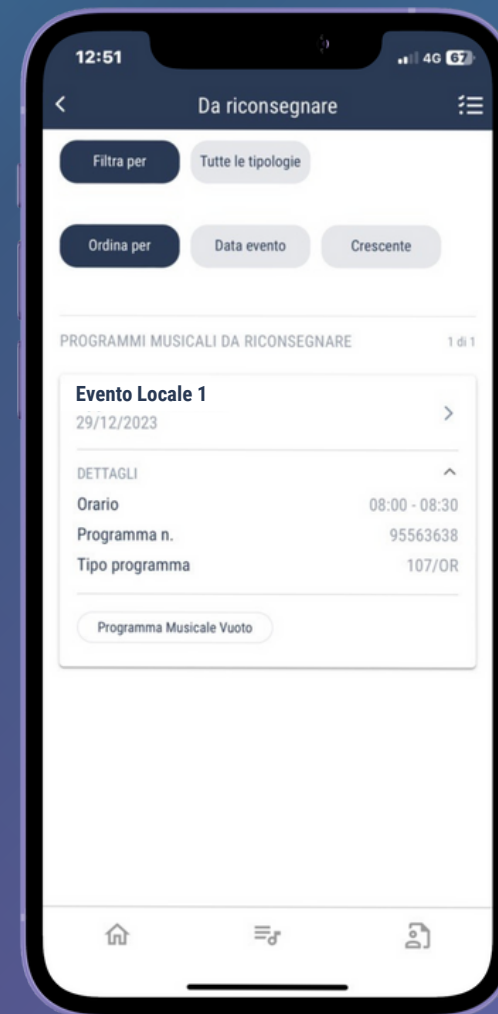 12:51 4G 67
Da riconsegnare
Filtra per Tutte le tipologie
Ordina per Data evento Crescente
PROGRAMMI MUSICALI DA RICONSEGNARE 1 di 1
Evento Locale 1
29/12/2023
DETTAGLI
Orario 08:00 - 08:30
Programma n. 95563638
Tipo programma 107/OR
Programma Musicale Vuoto